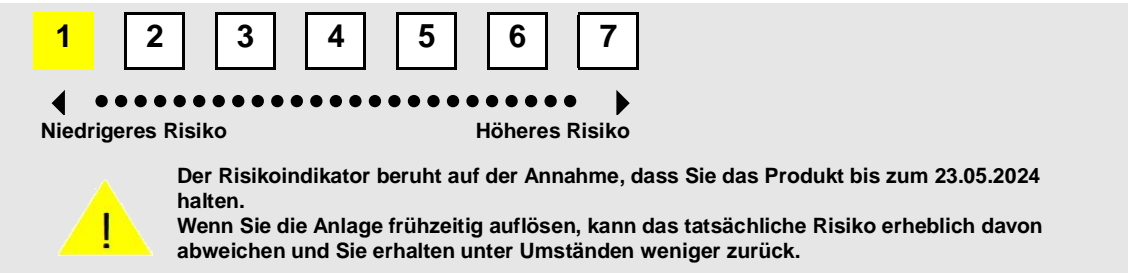 1 2 3 4 5 6 7
Niedrigeres Risiko Höheres Risiko
Der Risikoindikator beruht auf der Annahme, dass Sie das Produkt bis zum 23.05.2024
halten.
Wenn Sie die Anlage frühzeitig auflösen, kann das tatsächliche Risiko erheblich davon
abweichen und Sie erhalten unter Umständen weniger zurück.
!